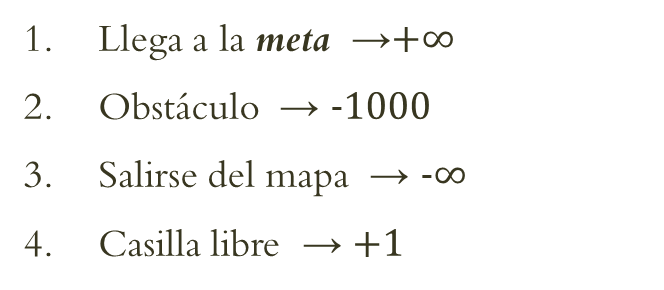 1. Llega a la meta →+∞
2. Obstáculo → -1000
3. Salirse del mapa → -∞
4. Casilla libre → +1